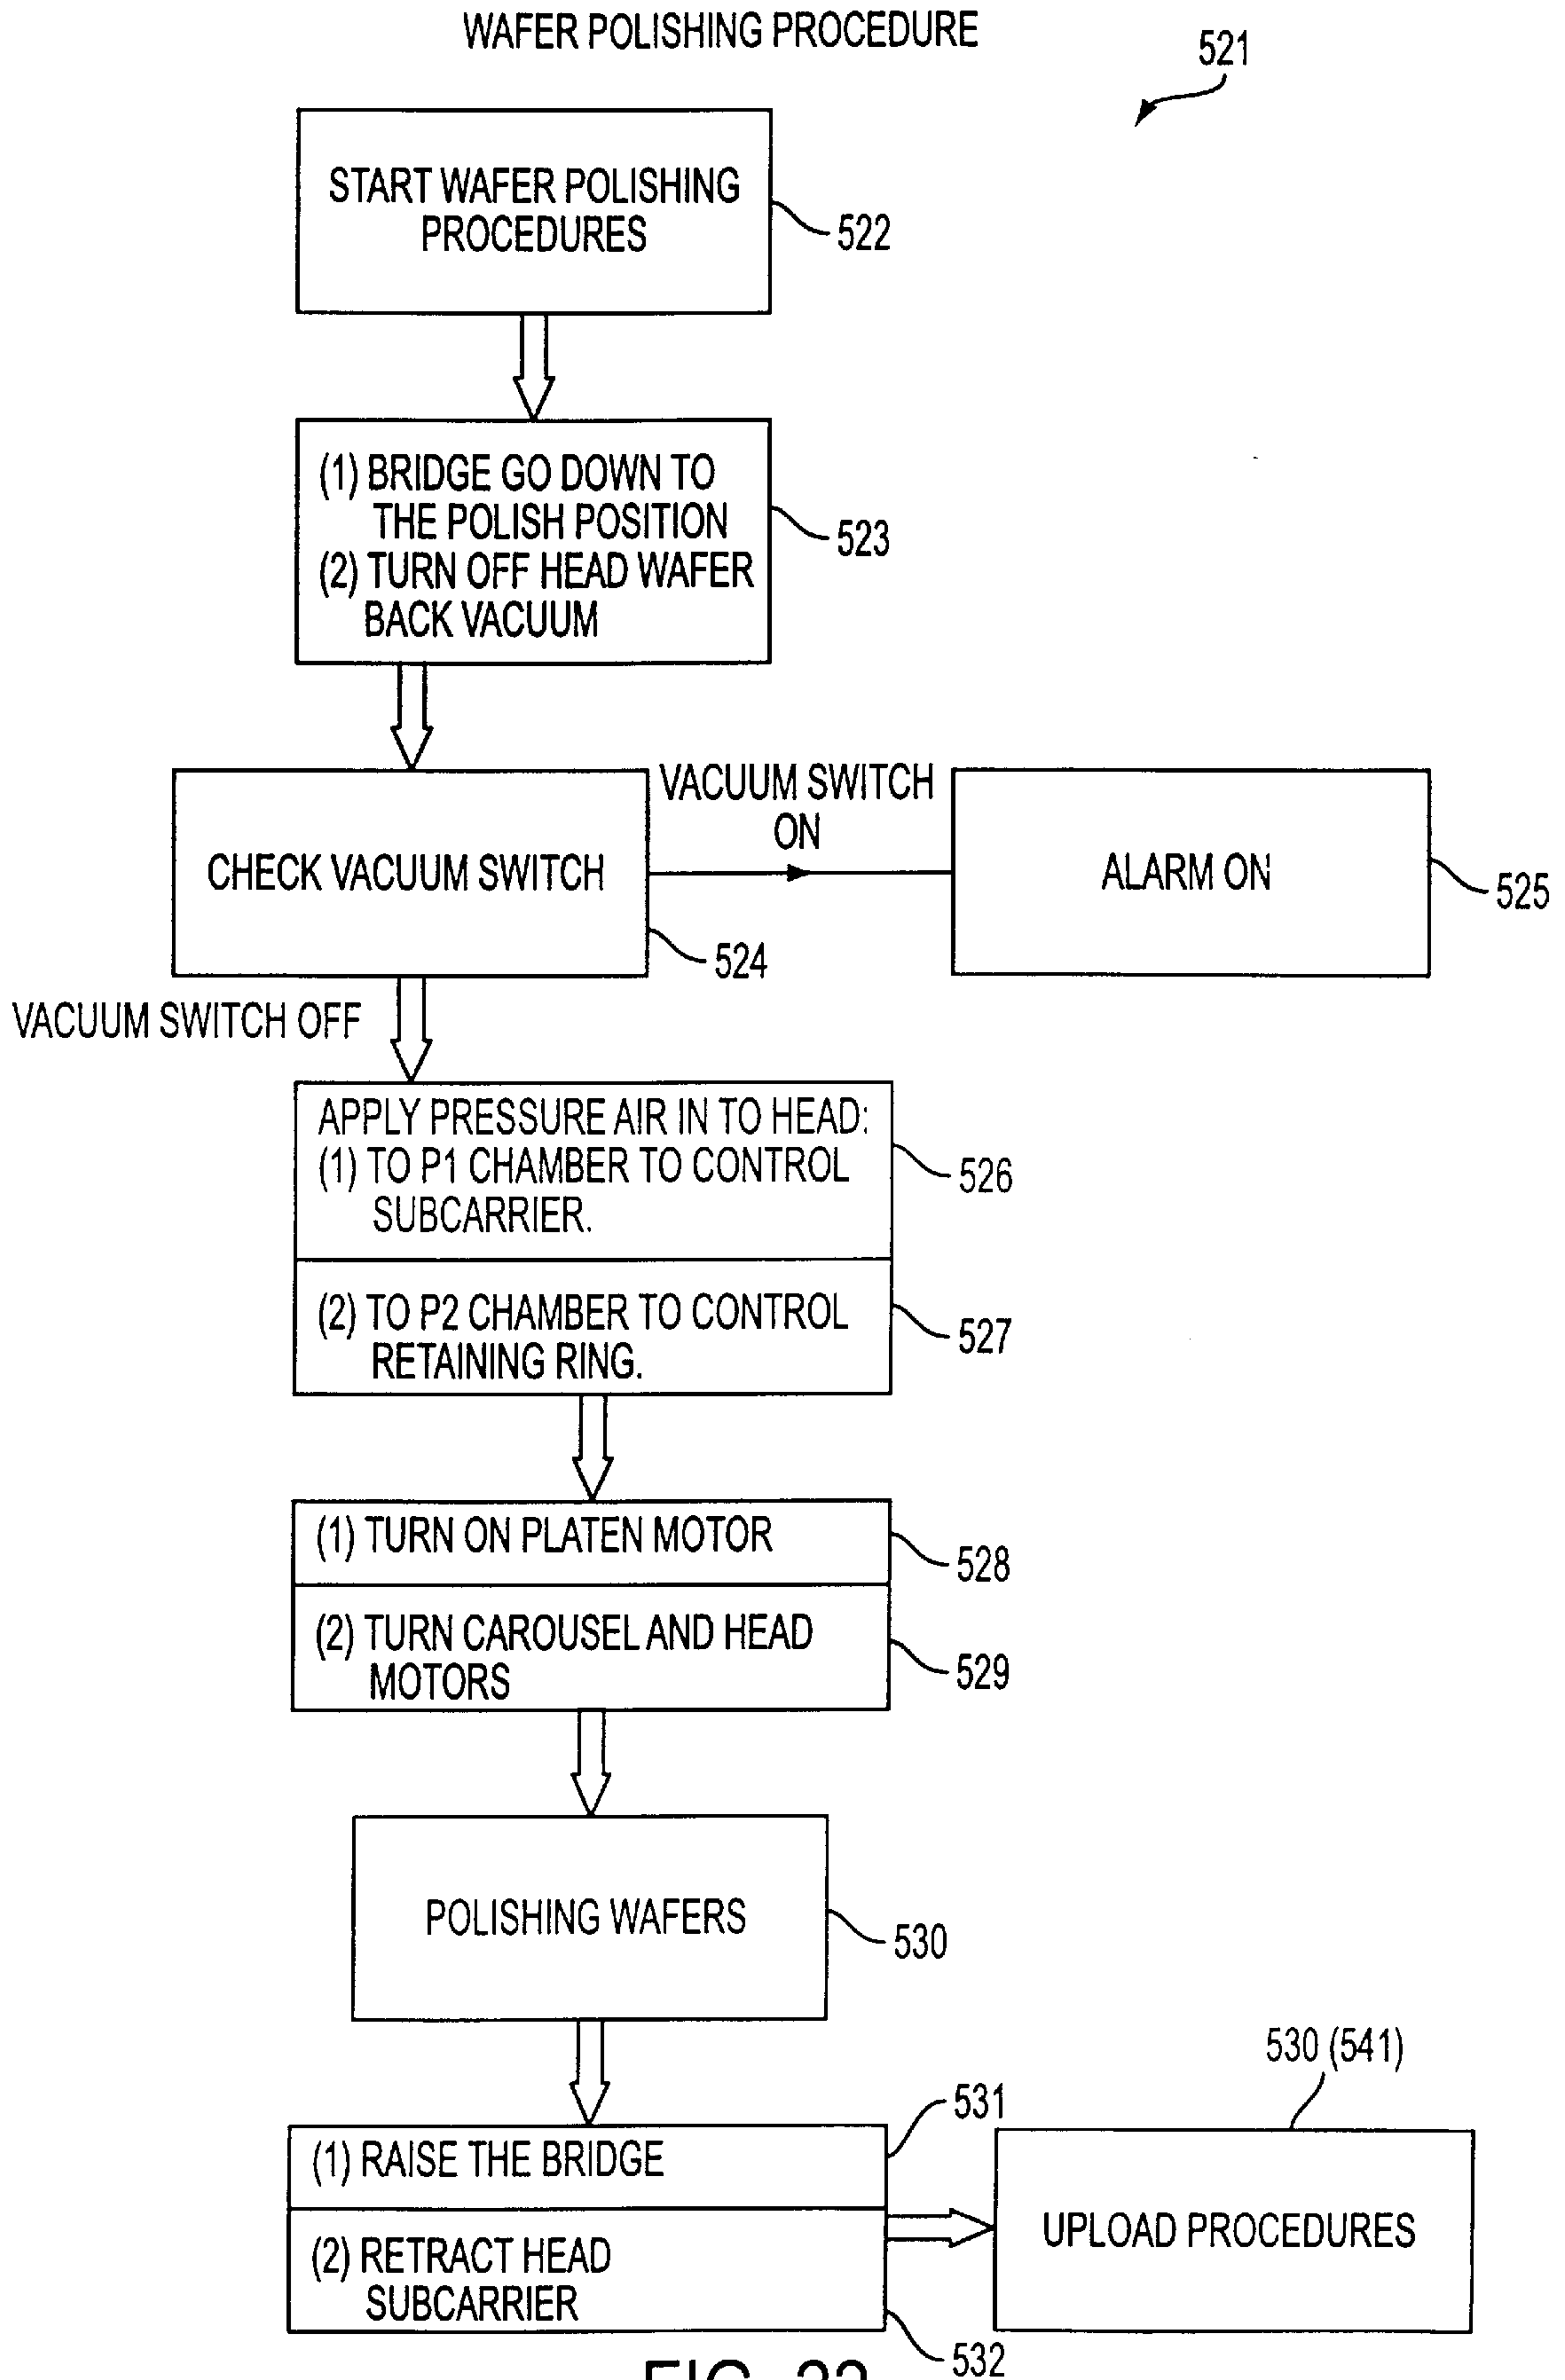 WAFER POLISHING PROCEDURE
521
START WAFER POLISHING
PROCEDURES
522
(1) BRIDGE GO DOWN TO
THE POLISH POSITION
(2) TURN OFF HEAD WAFER
BACK VACUUM
523
VACUUM SWITCH
ON
CHECK VACUUM SWITCH
524
ALARM ON
525
VACUUM SWITCH OFF
APPLY PRESSURE AIR IN TO HEAD:
(1) TO P1 CHAMBER TO CONTROL
SUBCARRIER.
526
(2) TO P2 CHAMBER TO CONTROL
RETAINING RING.
527
(1) TURN ON PLATEN MOTOR
528
(2) TURN CAROUSEL AND HEAD
MOTORS
529
POLISHING WAFERS
530
530 (541)
531
(1) RAISE THE BRIDGE
(2) RETRACT HEAD
SUBCARRIER
532
UPLOAD PROCEDURES